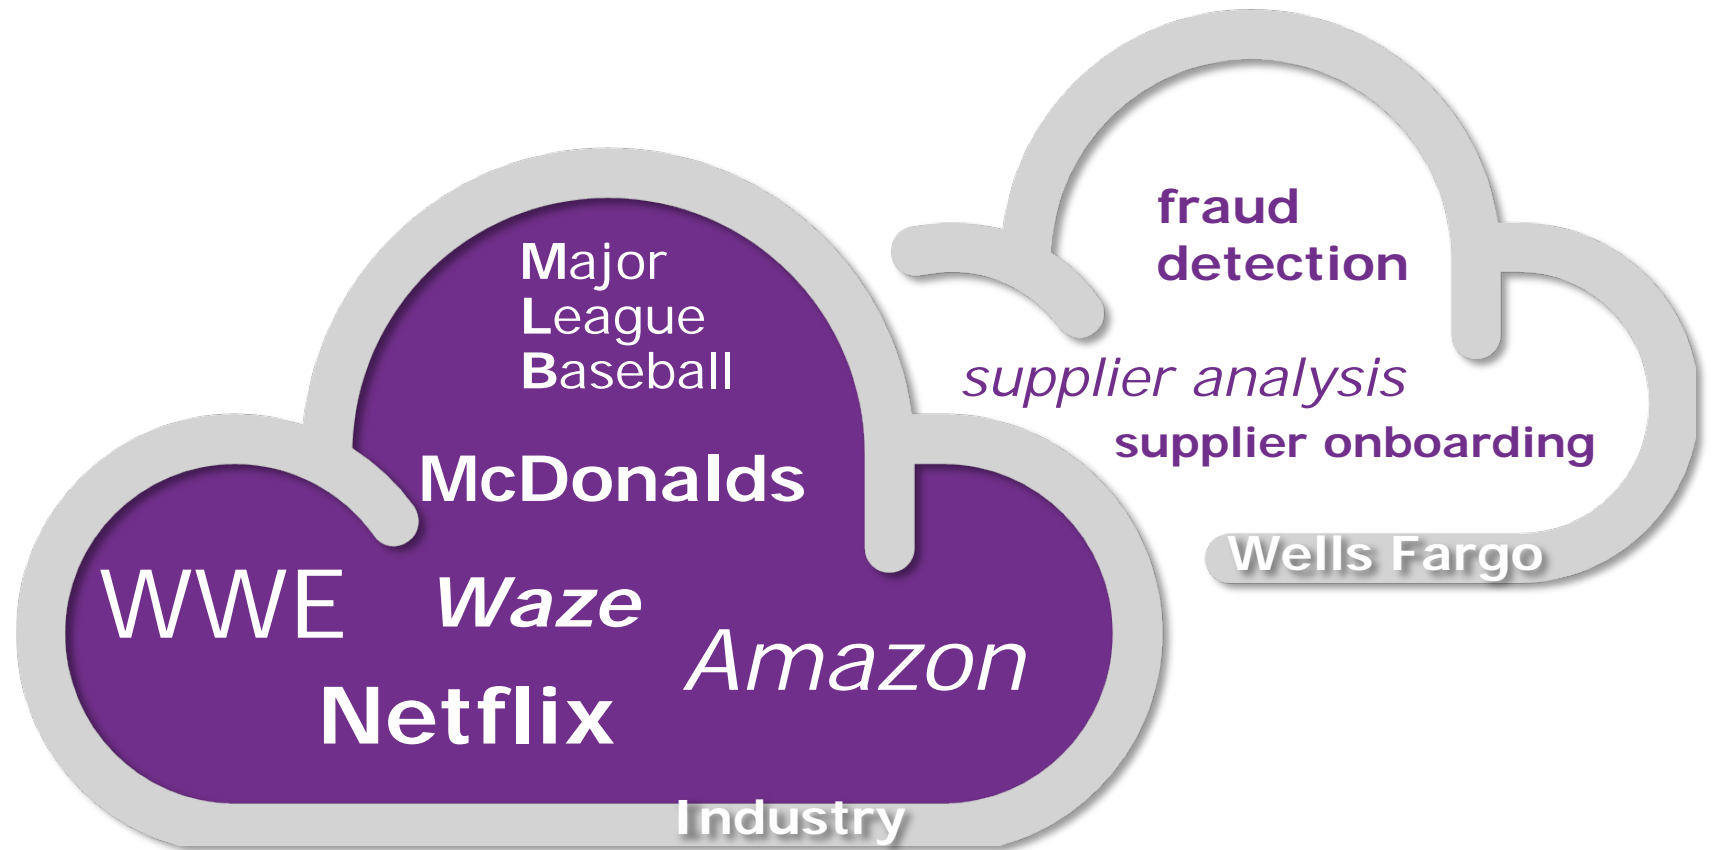 Major
League
Baseball
McDonalds
WWE
Waze
Amazon
Netflix
Industry
fraud
detection
supplier analysis
supplier onboarding
Wells Fargo